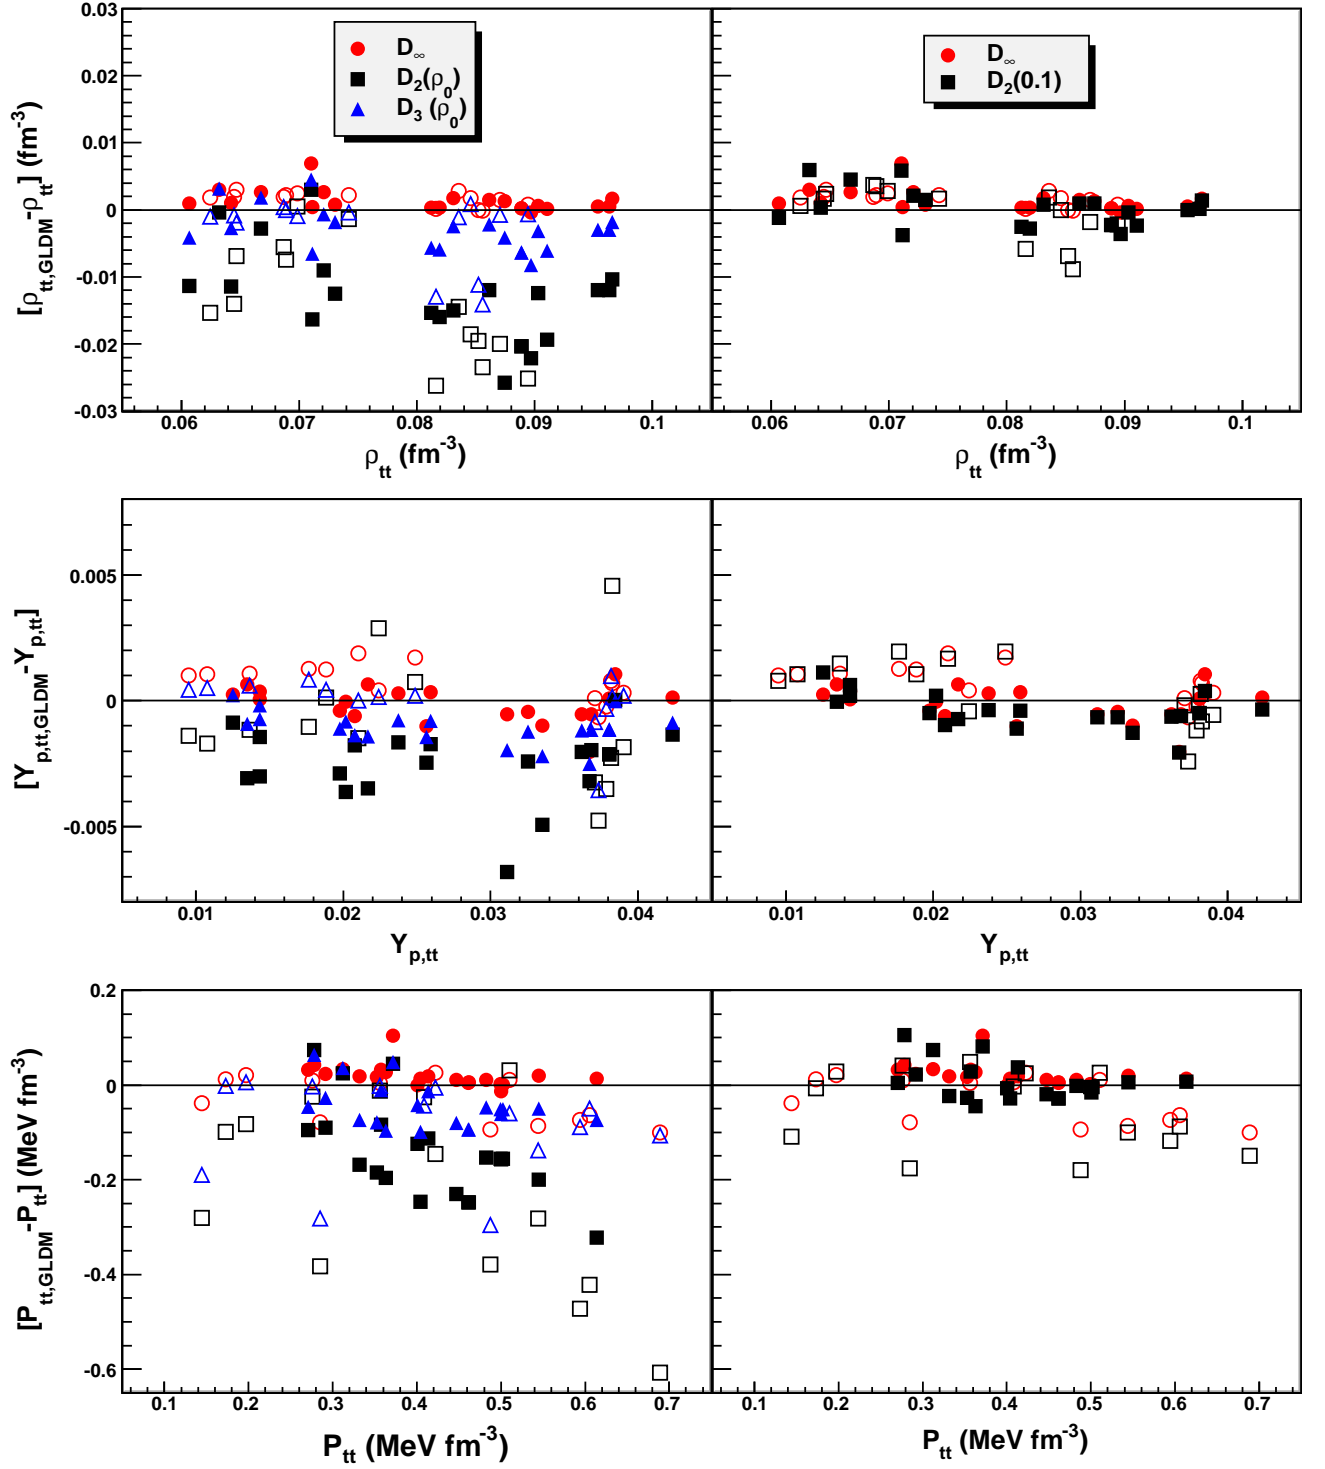 [ρtt,GLDM-ρtt] (fm-3)
0.03
0.02
0.01
0
-0.01
-0.02
-0.03
D∞
D2(ρ0)
D3 (ρ0)
D∞
D2(0.1)
0.06 0.07 0.08 0.09 0.1
0.06 0.07 0.08 0.09 0.1
ρtt (fm-3)
ρtt (fm-3)
[Yp,tt,GLDM-Yp,tt]
0.005
0
-0.005
0.01 0.02 0.03 0.04
0.01 0.02 0.03 0.04
Yp,tt
Yp,tt
[Ptt,GLDM-Ptt] (MeV fm-3)
0.2
0
-0.2
-0.4
-0.6
0.1 0.2 0.3 0.4 0.5 0.6 0.7
0.1 0.2 0.3 0.4 0.5 0.6 0.7
Ptt (MeV fm-3)
Ptt (MeV fm-3)